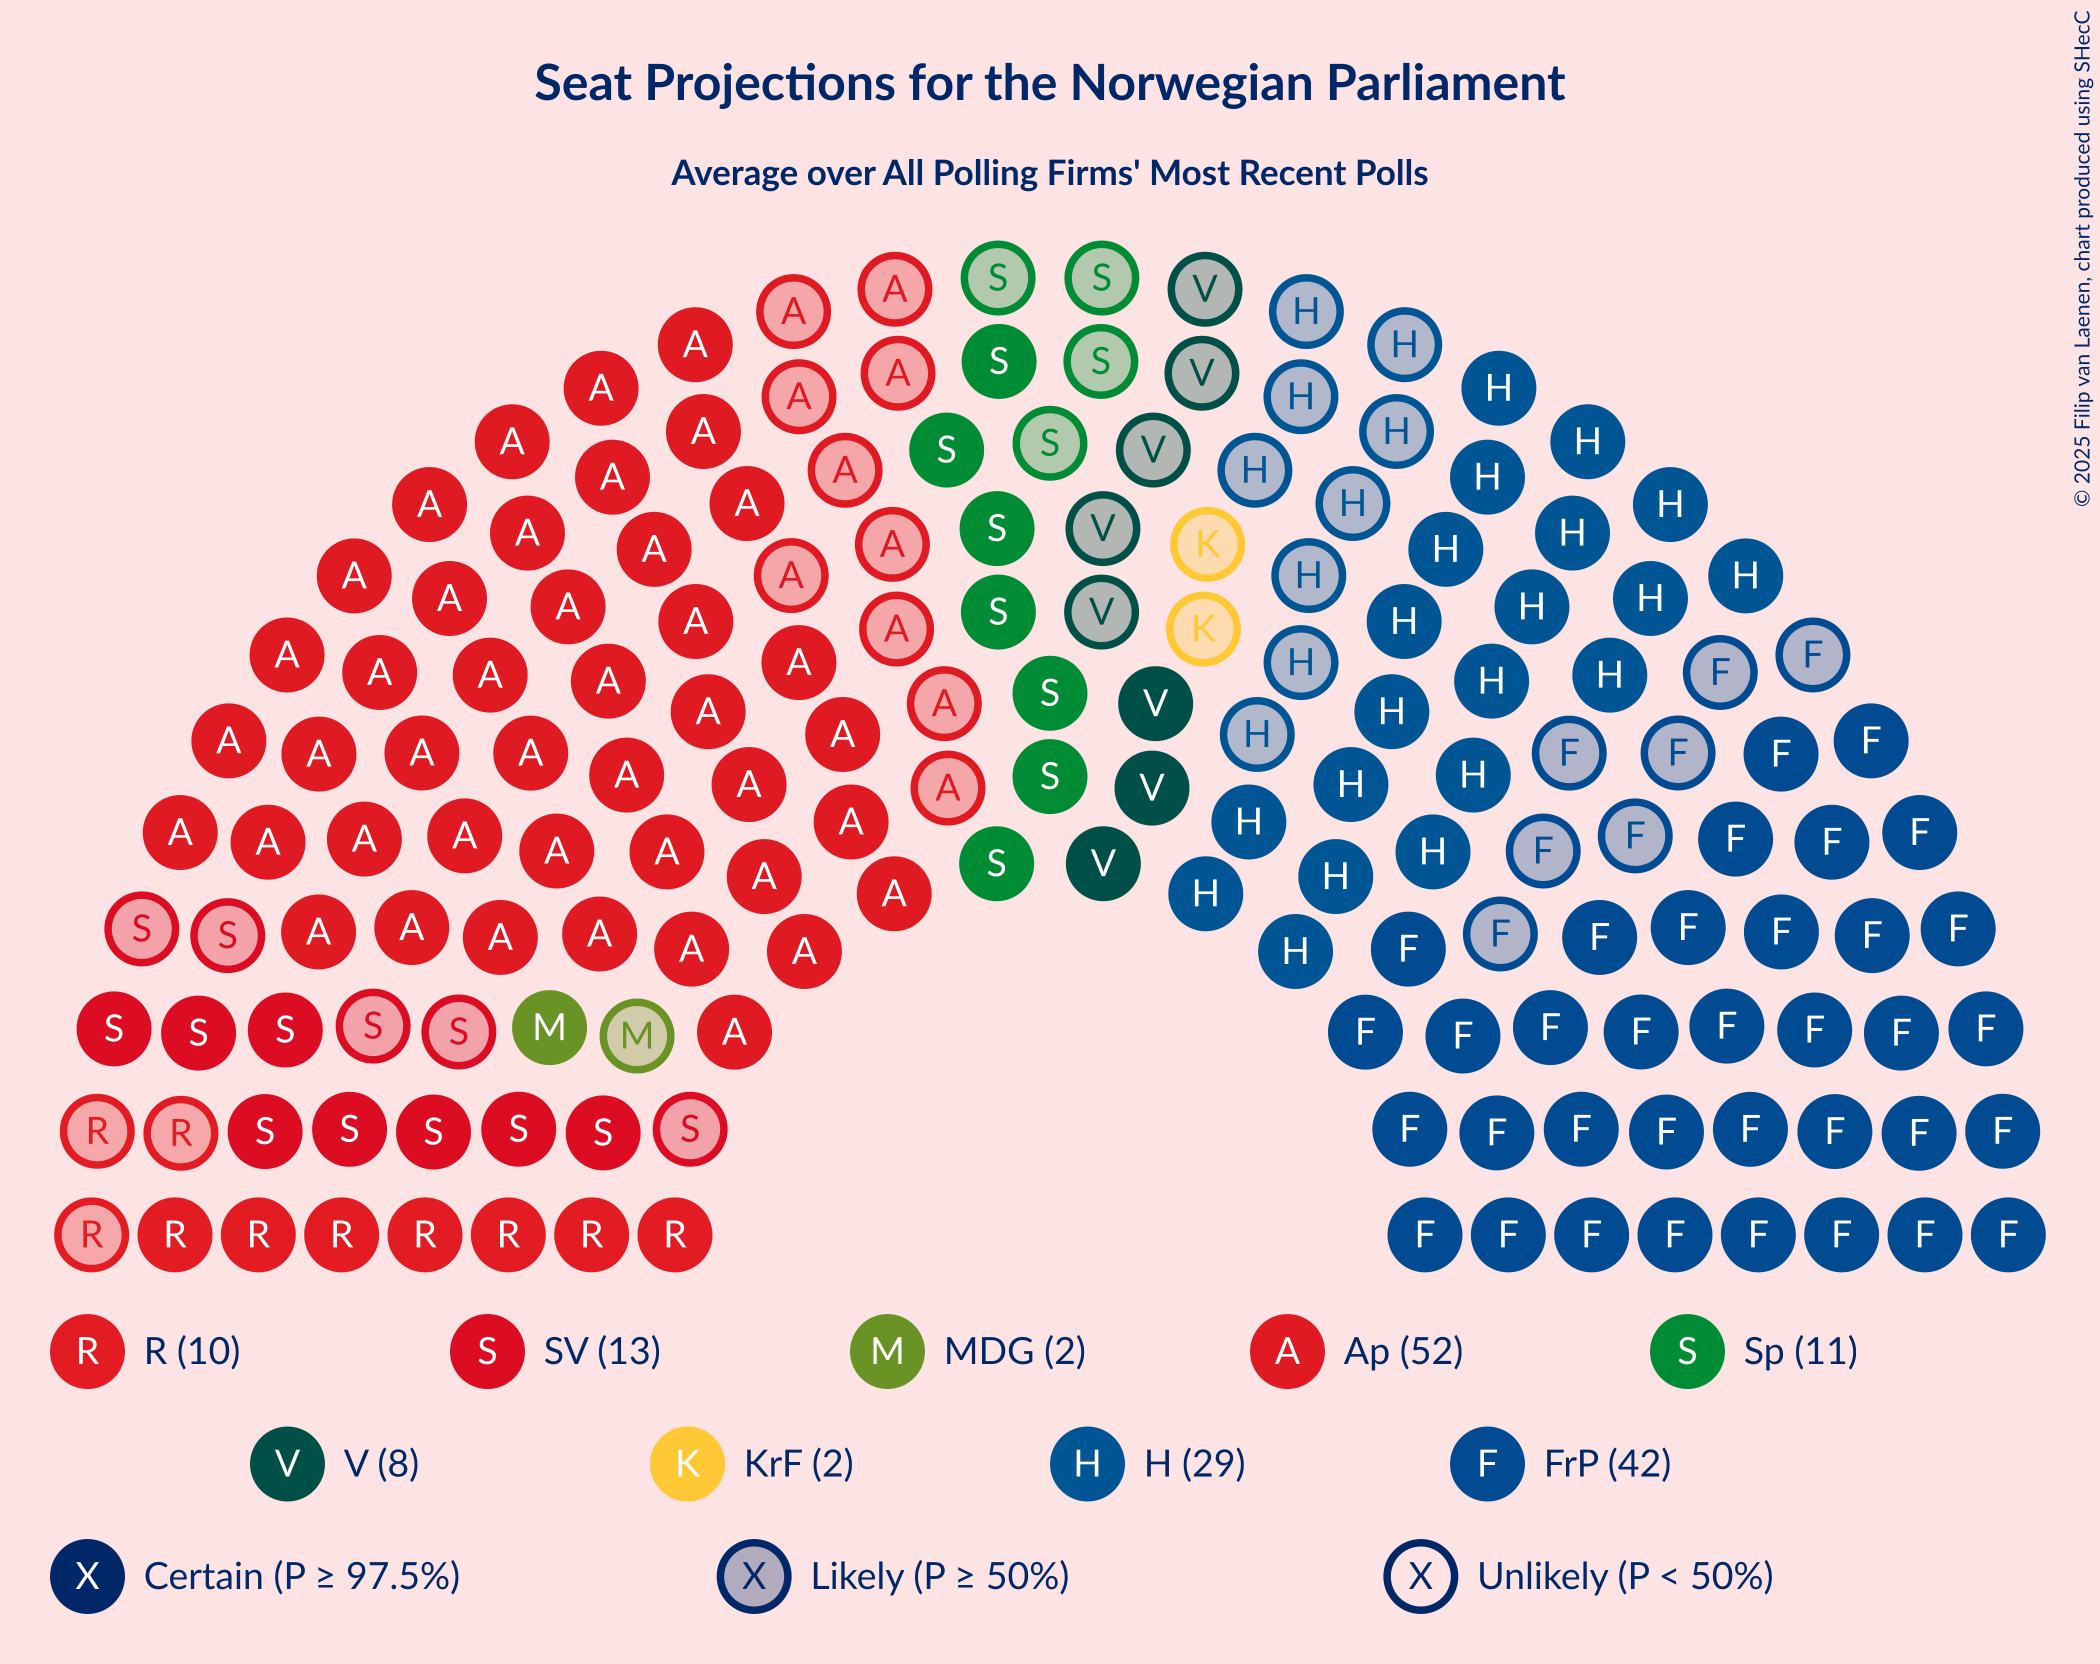 © 2025 Filip van Laenen, chart produced using SHecC
Seat Projections for the Norwegian Parliament
Average over All Polling Firms' Most Recent Polls
A A S S V H
A A A A S S V H H H
A A A A A A S S V H H H H H H
A A A A A A A A A S S V V K K H H H H H H H
A A A A A A A S V H H H H F F
A A A A A A A A S V H H H F F F F
A A A A A A A A A S V H H H H F F F F F
S S A A A A A A H F F F F F F F
S S S S S M M A F F F F F F F F
R R S S S S S S F F F F F F F F
R R R R R R R R F F F F F F F F
R R (10) S SV (13) M MDG (2) A Ap (52) S Sp (11)
V V (8) K KrF (2) H H (29) F FrP (42)
X Certain (P ≥ 97.5%) X Likely (P ≥ 50%) X Unlikely (P < 50%)